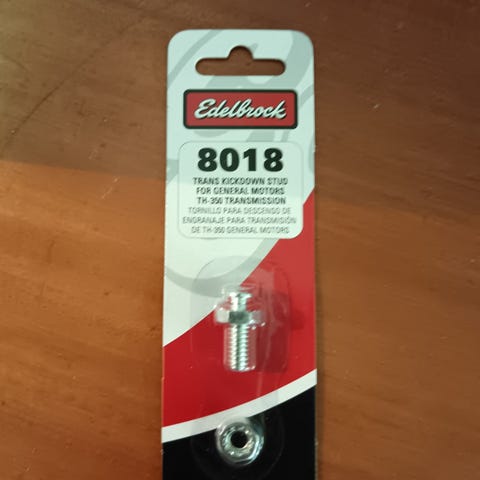 Edelbrock
8018
TRANS KICKDOWN STUD
FOR GENERAL MOTORS
TH-350 TRANSMISSION
TORNILLO PARA DESCENSO DE
ENGRANAJE PARA TRANSMISIÓN
DE TH-350 GENERAL MOTORS